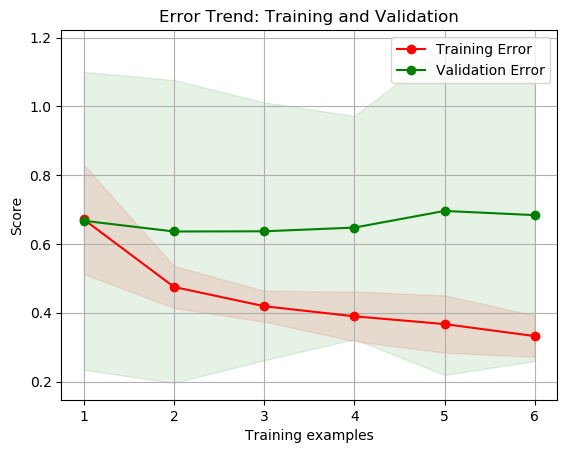 Error Trend: Training and Validation
Training Error
Validation Error
Score
1.2
1.0
0.8
0.6
0.4
0.2
1 2 3 4 5 6
Training examples